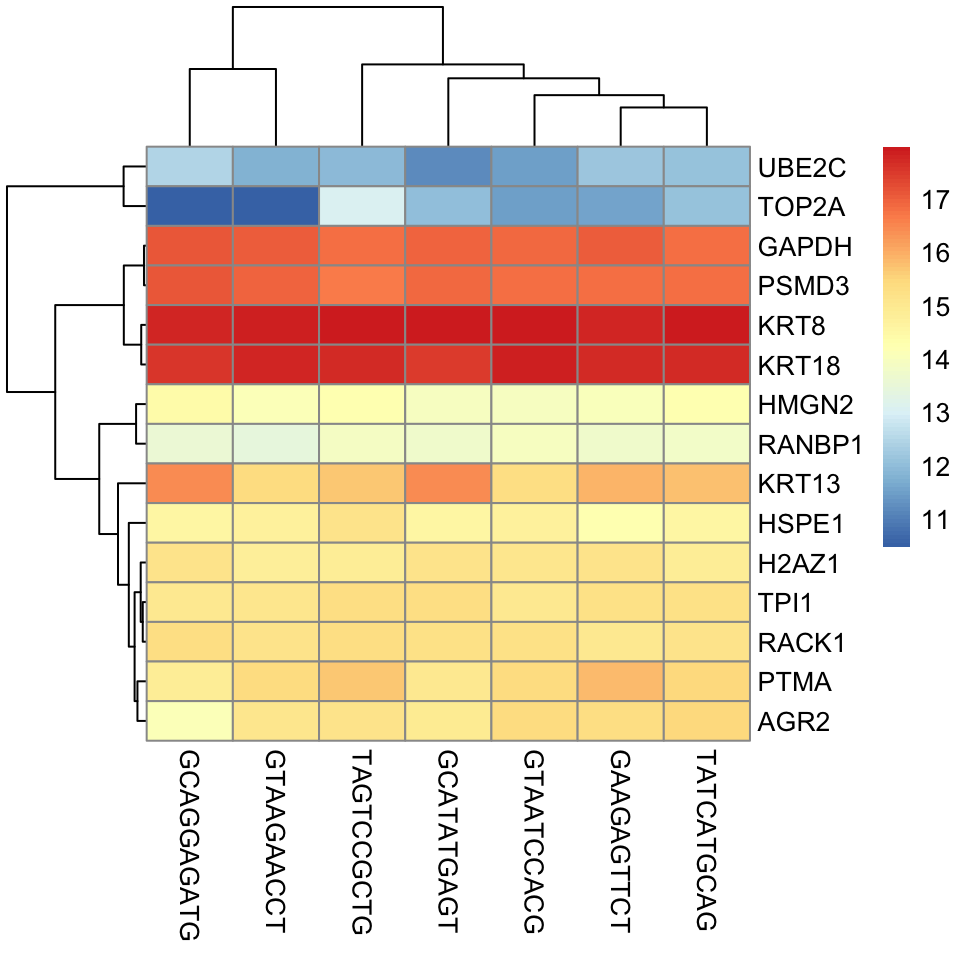 UBE2C
TOP2A
GAPDH
PSMD3
KRT8
KRT18
HMGN2
RANBP1
KRT13
HSPE1
H2AZ1
TPI1
RACK1
PTMA
AGR2
17
16
15
14
13
12
11
GCAGGAGATG
GTAAGAACCT
TAGTCCGCTG
GCATATGAGT
GTAATCCACG
GAAGAGTTCT
TATCATGCAG